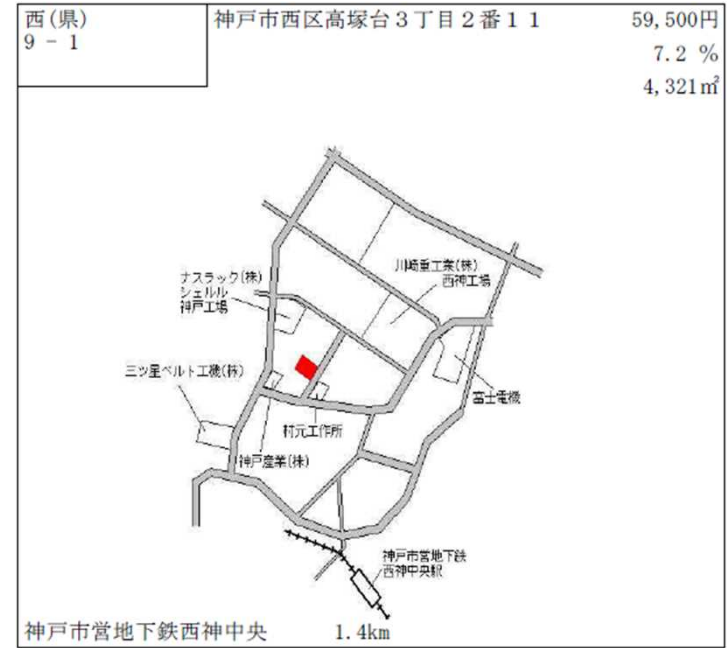 西(県)
9 - 1
神戸市西区高塚台3丁目2番11
59,500円
7.2 %
4,321㎡
川崎重工業(株)
西神工場
ナスラック(株)
シェルル
神戸工場
三ツ星ベルト工機(株)
富士電機
村元工作所
神戸産業(株)
神戸市営地下鉄
西神中央駅
神戸市営地下鉄西神中央 1.4km